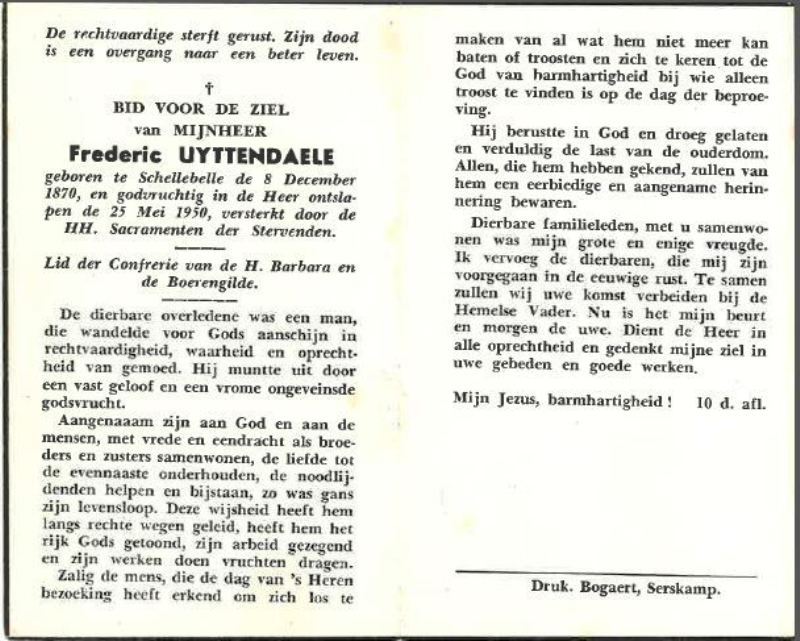 De rechtvaardige sterft gerust. Zijn dood
is een overgang naar een beter leven.
†
BID VOOR DE ZIEL
van MIJNHEER
Frederic UYTTENDAELE
geboren te Schellebelle de 8 December
1870, en godvruchtig in de Heer ontsla-
pen de 25 Mei 1950, versterkt door de
HH. Sacramenten der Stervenden.
Lid der Confrerie van de H. Barbara en
de Boerengilde.
De dierbare overledene was een man,
die wandelde voor Gods aanschijn in
rechtvaardigheid, waarheid en oprecht-
heid van gemoed. Hij muntte uit door
een vast geloof en een vrome ongeveinsde
godsvrucht.
Aangenaaam zijn aan God en aan de
mensen, met vrede en eendracht als broe-
ders en zusters samenwonen, de liefde tot
de evennaaste onderhouden, de noodlij-
denden helpen en bijstaan, zo was gans
zijn levensloop. Deze wijsheid heeft hem
langs rechte wegen geleid, heeft hem het
rijk Gods getoond, zijn arbeid gezegend
en zijn werken doen vruchten dragen.
Zalig de mens, die de dag van 's Heren
bezoeking heeft erkend om zich los te
maken van al wat hem niet meer kan
baten of troosten en zich te keren tot de
God van barmhartigheid bij wie alleen
troost te vinden is op de dag der beproe-
ving.
Hij berustte in God en droeg gelaten
en verduldig de last van de ouderdom.
Allen, die hem hebben gekend, zullen van
hem een eerbiedige en aangename herin-
nering bewaren.
Dierbare familieleden, met u samenwo-
nen was mijn grote en enige vreugde.
Ik vervoeg de dierbaren, die mij zijn
voorgegaan in de eeuwige rust. Te samen
zullen wij uwe komst verbeiden bij de
Hemelse Vader. Nu is het mijn beurt
en morgen de uwe. Dient de Heer in
alle oprechtheid en gedenkt mijne ziel in
uwe gebeden en goede werken.
Mijn Jezus, barmhartigheid ! 10 d. afl.
Druk. Bogaert, Serskamp.